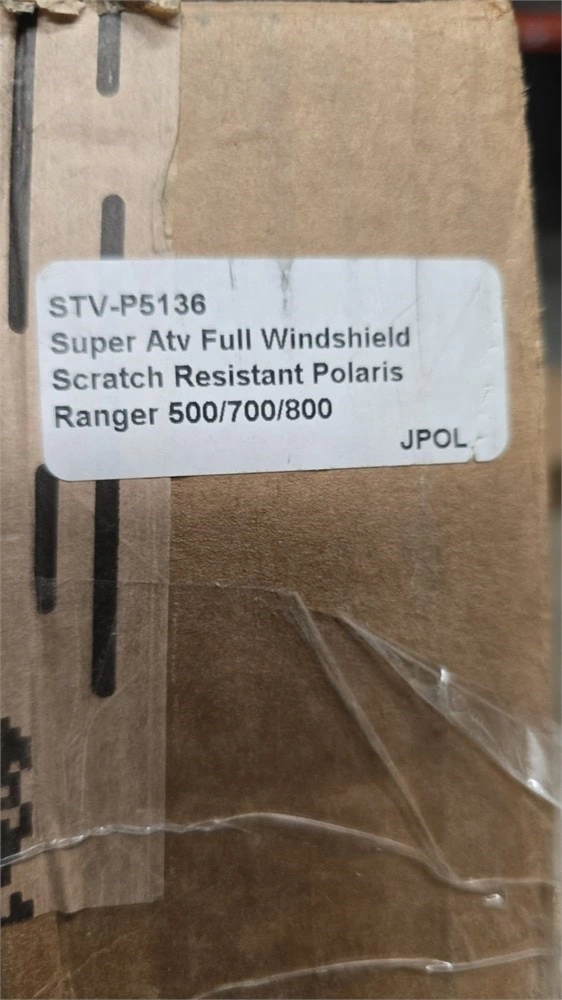 STV-P5136
Super Atv Full Windshield
Scratch Resistant Polaris
Ranger 500/700/800
JPOL